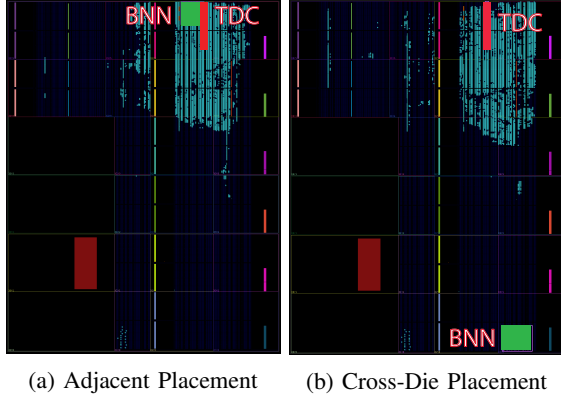 BNN TDC
TDC
BNN
(a) Adjacent Placement
(b) Cross-Die Placement